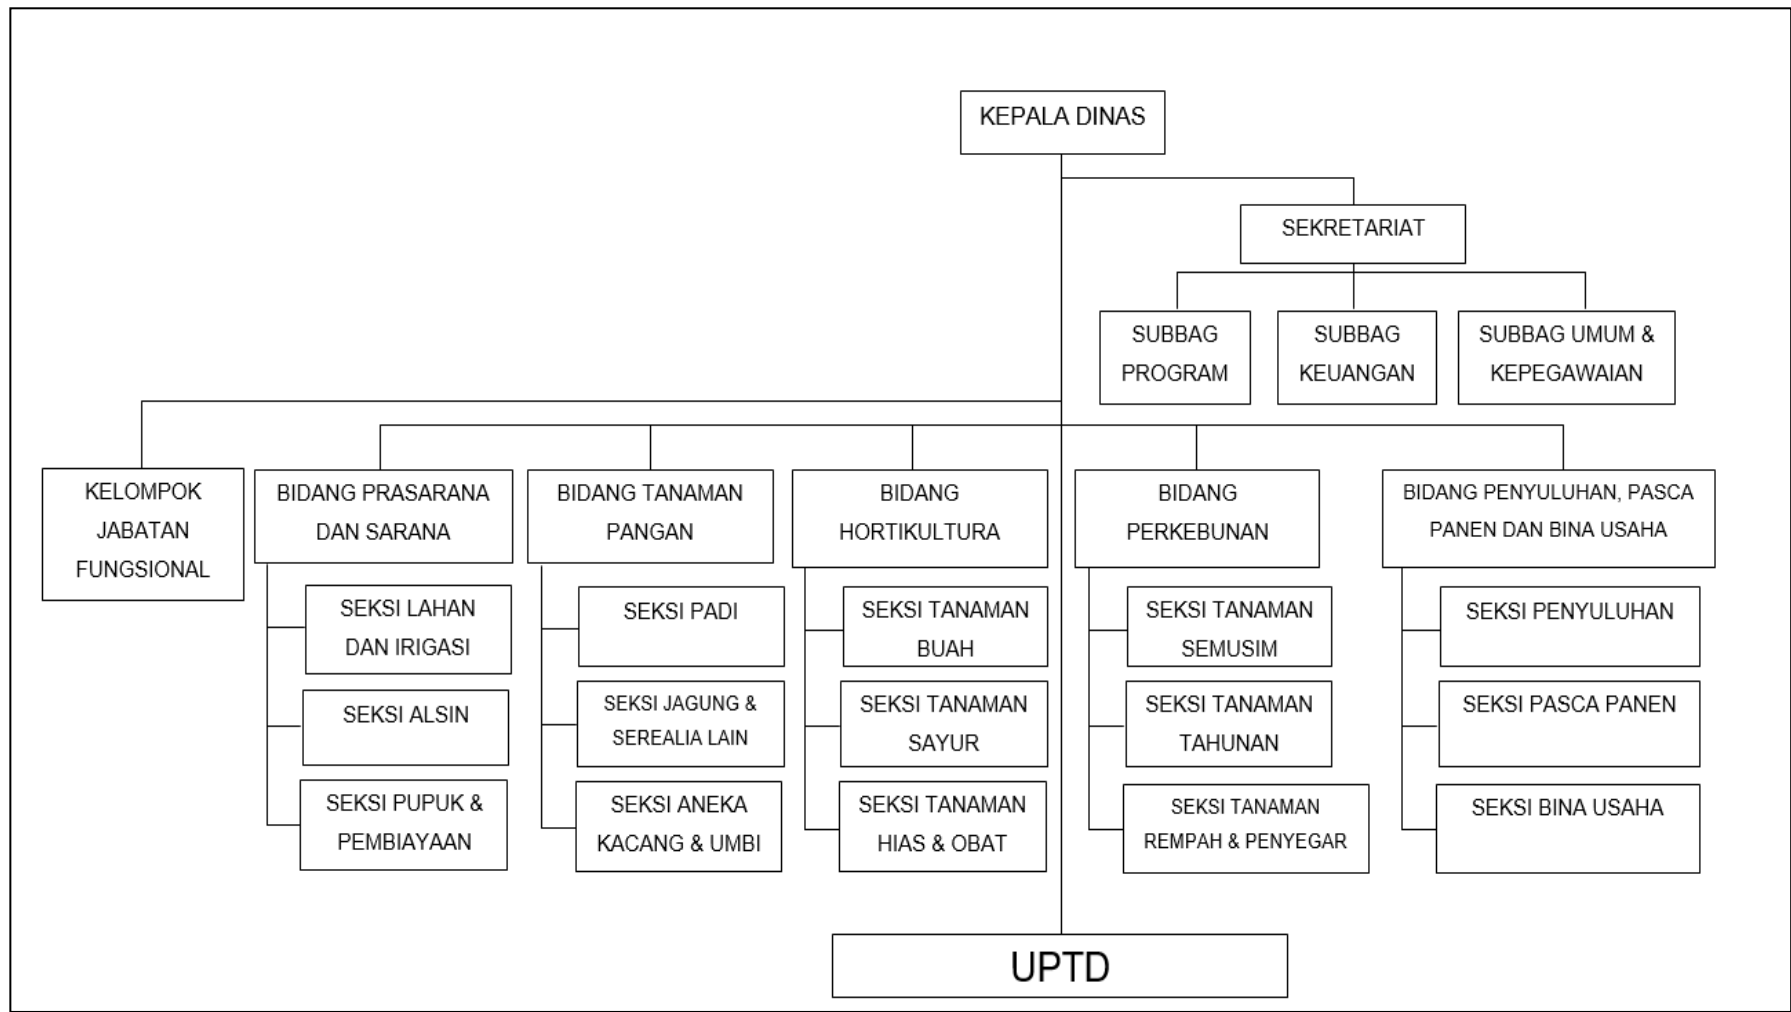 KEPALA DINAS
SEKRETARIAT
SUBBAG
PROGRAM
SUBBAG
KEUANGAN
SUBBAG UMUM &
KEPEGAWAIAN
KELOMPOK
JABATAN
FUNGSIONAL
BIDANG PRASARANA
DAN SARANA
SEKSI LAHAN
DAN IRIGASI
SEKSI ALSIN
SEKSI PUPUK &
PEMBIAYAAN
BIDANG TANAMAN
PANGAN
SEKSI PADI
SEKSI JAGUNG &
SEREALIA LAIN
SEKSI ANEKA
KACANG & UMBI
BIDANG
HORTIKULTURA
SEKSI TANAMAN
BUAH
SEKSI TANAMAN
SAYUR
SEKSI TANAMAN
HIAS & OBAT
BIDANG
PERKEBUNAN
SEKSI TANAMAN
SEMUSIM
SEKSI TANAMAN
TAHUNAN
SEKSI TANAMAN
REMPAH & PENYEGAR
BIDANG PENYULUHAN, PASCA
PANEN DAN BINA USAHA
SEKSI PENYULUHAN
SEKSI PASCA PANEN
SEKSI BINA USAHA
UPTD